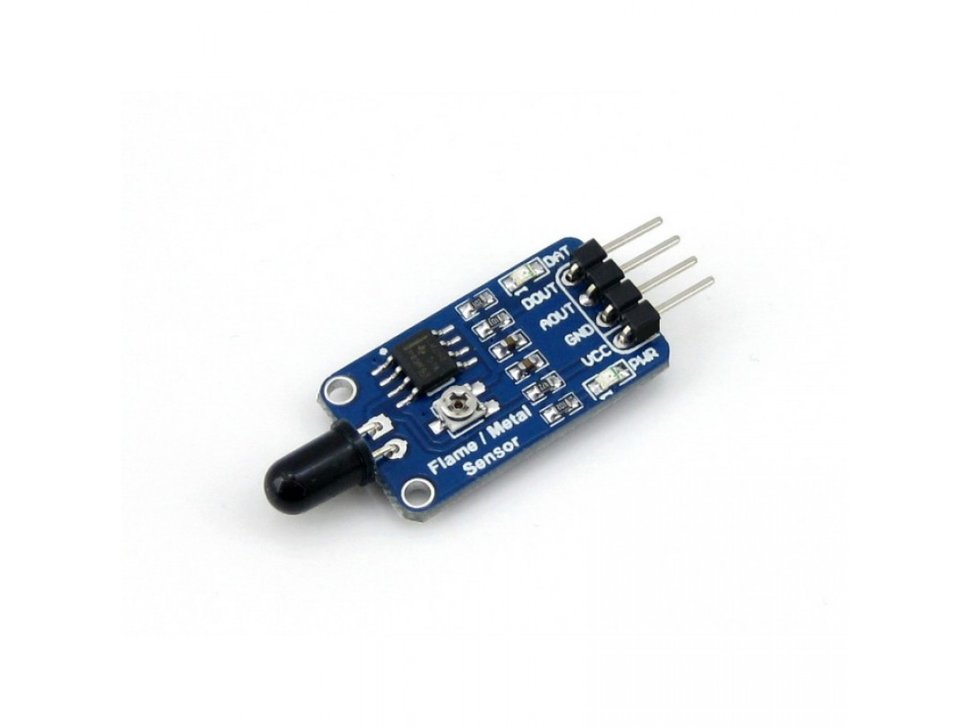 DAT
DOUT
AOUT
GND
VCC
PWR
Flame / Metal
Sensor